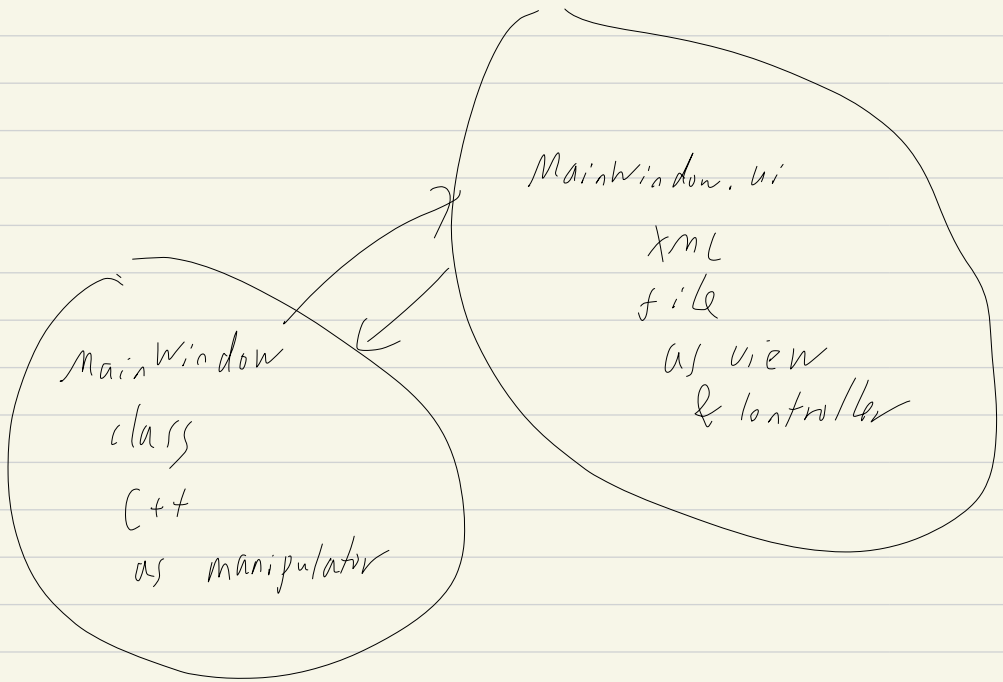 MainWindow.ui
XML
file
as view
& controller
MainWindow
class
C++
as manipulator